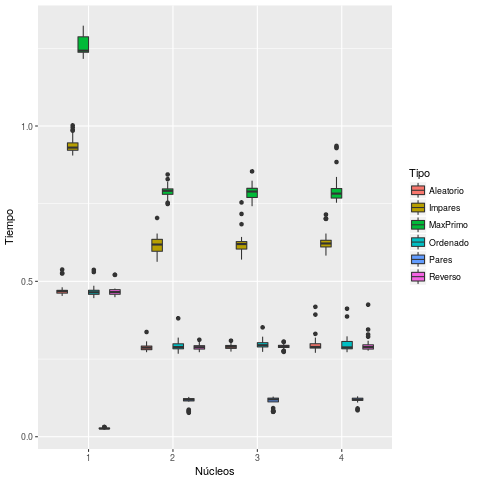 1.0
0.5
0.0
Tiempo
1 2 3 4
Núcleos
Tipo
Aleatorio
Impares
MaxPrimo
Ordenado
Pares
Reverso